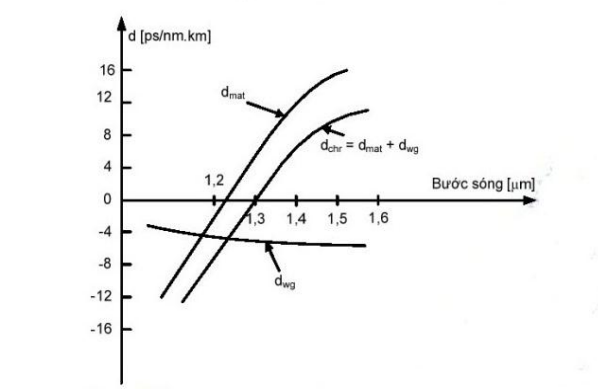 d [ps/nm.km]
16
12
8
4
0
-4
-8
-12
-16
d_mat
d_chr = d_mat + d_wg
1,2
Bước sóng [μm]
1,3 1,4 1,5 1,6
d_wg